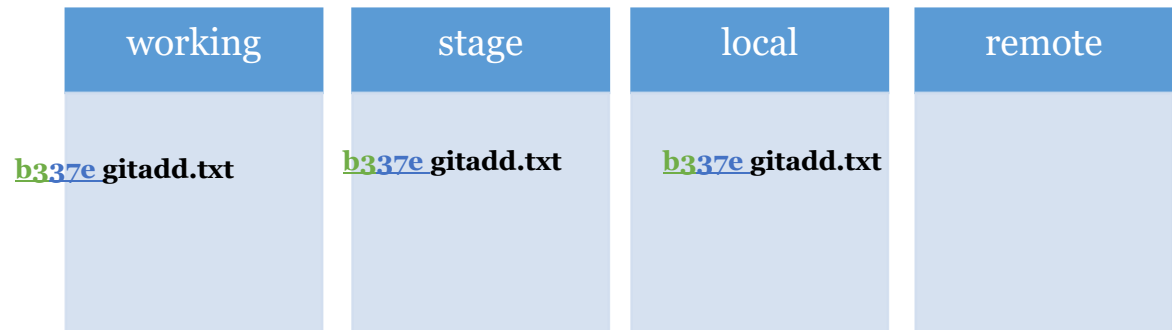 working stage local remote
b337e gitadd.txt b337e gitadd.txt b337e gitadd.txt